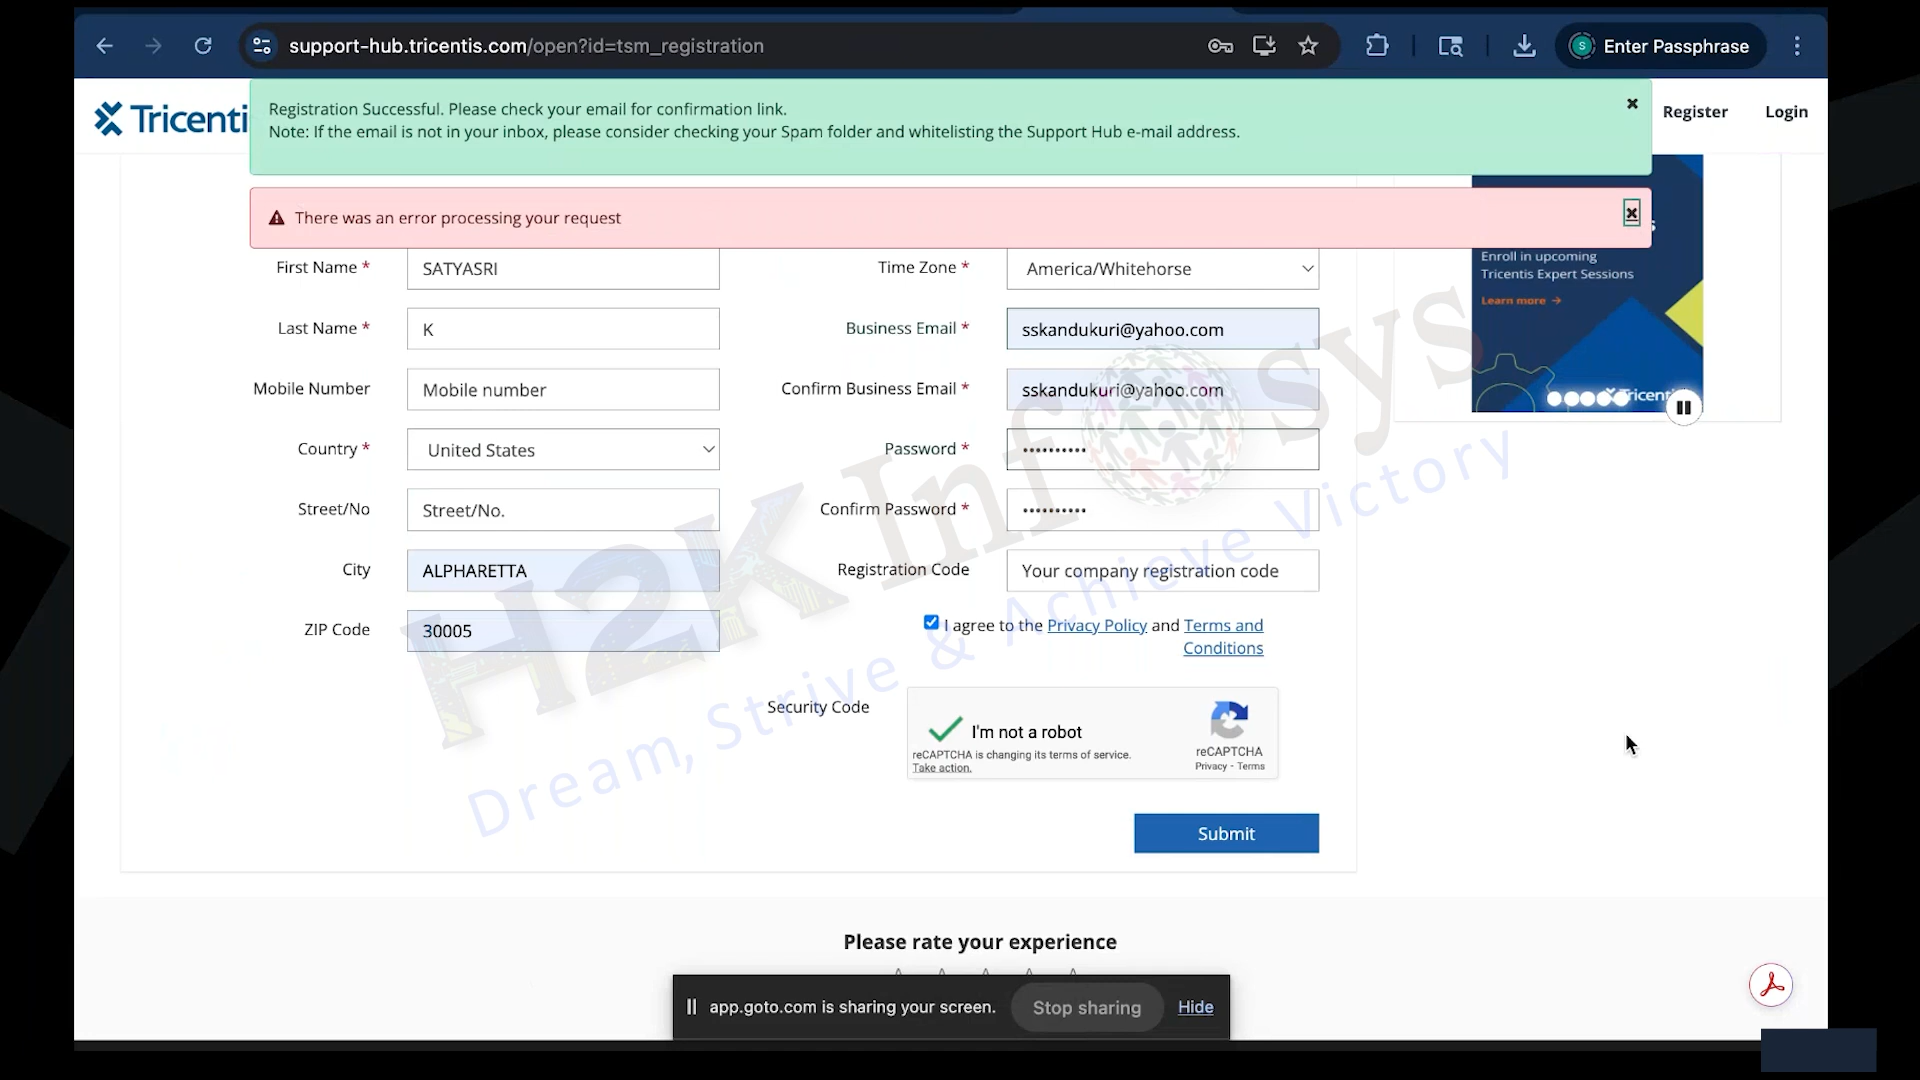 support-hub.tricentis.com/open?id=tsm_registration
S Enter Passphrase
Tricenti
Registration Successful. Please check your email for confirmation link.
Note: If the email is not in your inbox, please consider checking your Spam folder and whitelisting the Support Hub e-mail address.
Register Login
There was an error processing your request
Enroll in upcoming
Tricentis Expert Sessions
Learn more →
Tricent
First Name * SATYASRI
Last Name * K
Mobile Number Mobile number
Country * United States
Street/No Street/No.
City ALPHARETTA
ZIP Code 30005
Time Zone * America/Whitehorse
Business Email * sskandukuri@yahoo.com
Confirm Business Email * sskandukuri@yahoo.com
Password * ••••••••••
Confirm Password * ••••••••••
Registration Code Your company registration code
I agree to the Privacy Policy and Terms and
Conditions
Security Code
I'm not a robot
reCAPTCHA is changing its terms of service.
Take action.
reCAPTCHA
Privacy - Terms
Submit
H2K Infosys
Dream, Strive & Achieve Victory
Please rate your experience
app.goto.com is sharing your screen. Stop sharing Hide